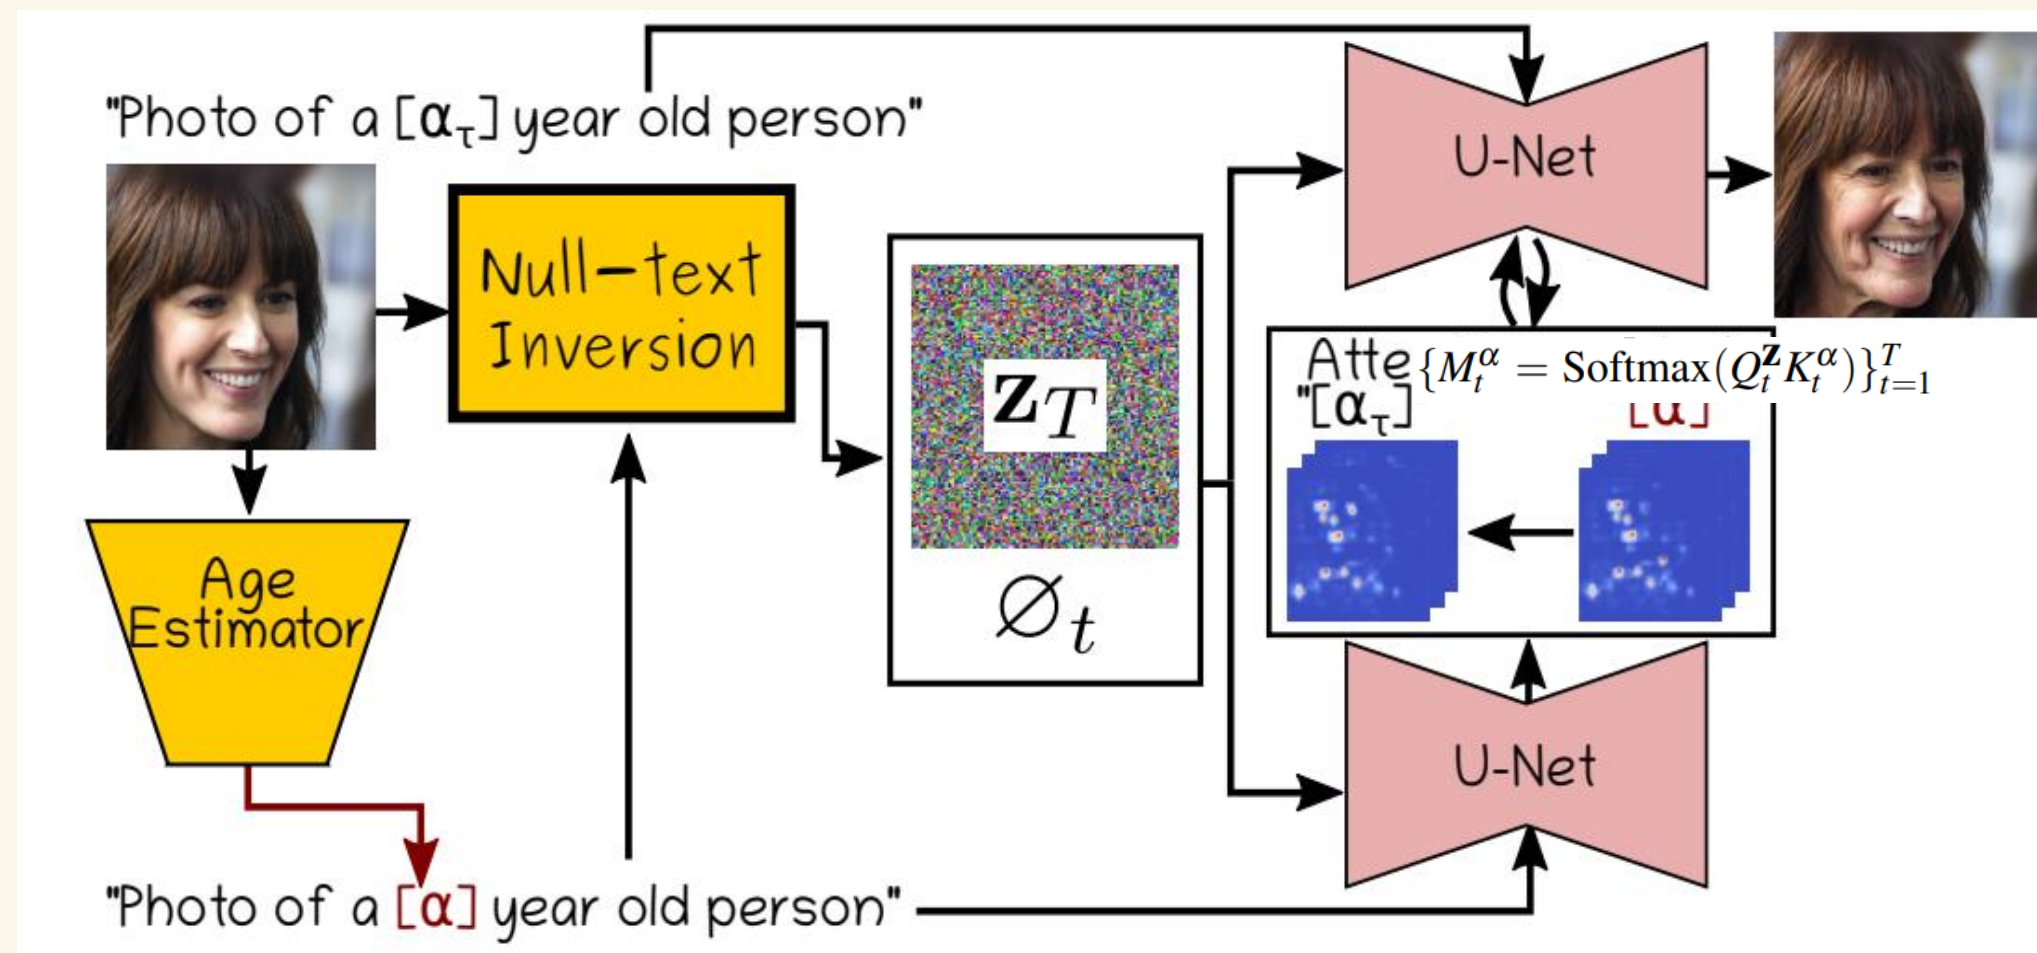 "Photo of a [α_τ] year old person"
Null-text
Inversion
Age
Estimator
"Photo of a [α] year old person"
z_T
∅_t
U-Net
Atte {M_t^α = Softmax(Q_t^z K_t^α)}_{t=1}^T
"[α_τ] [α]
U-Net